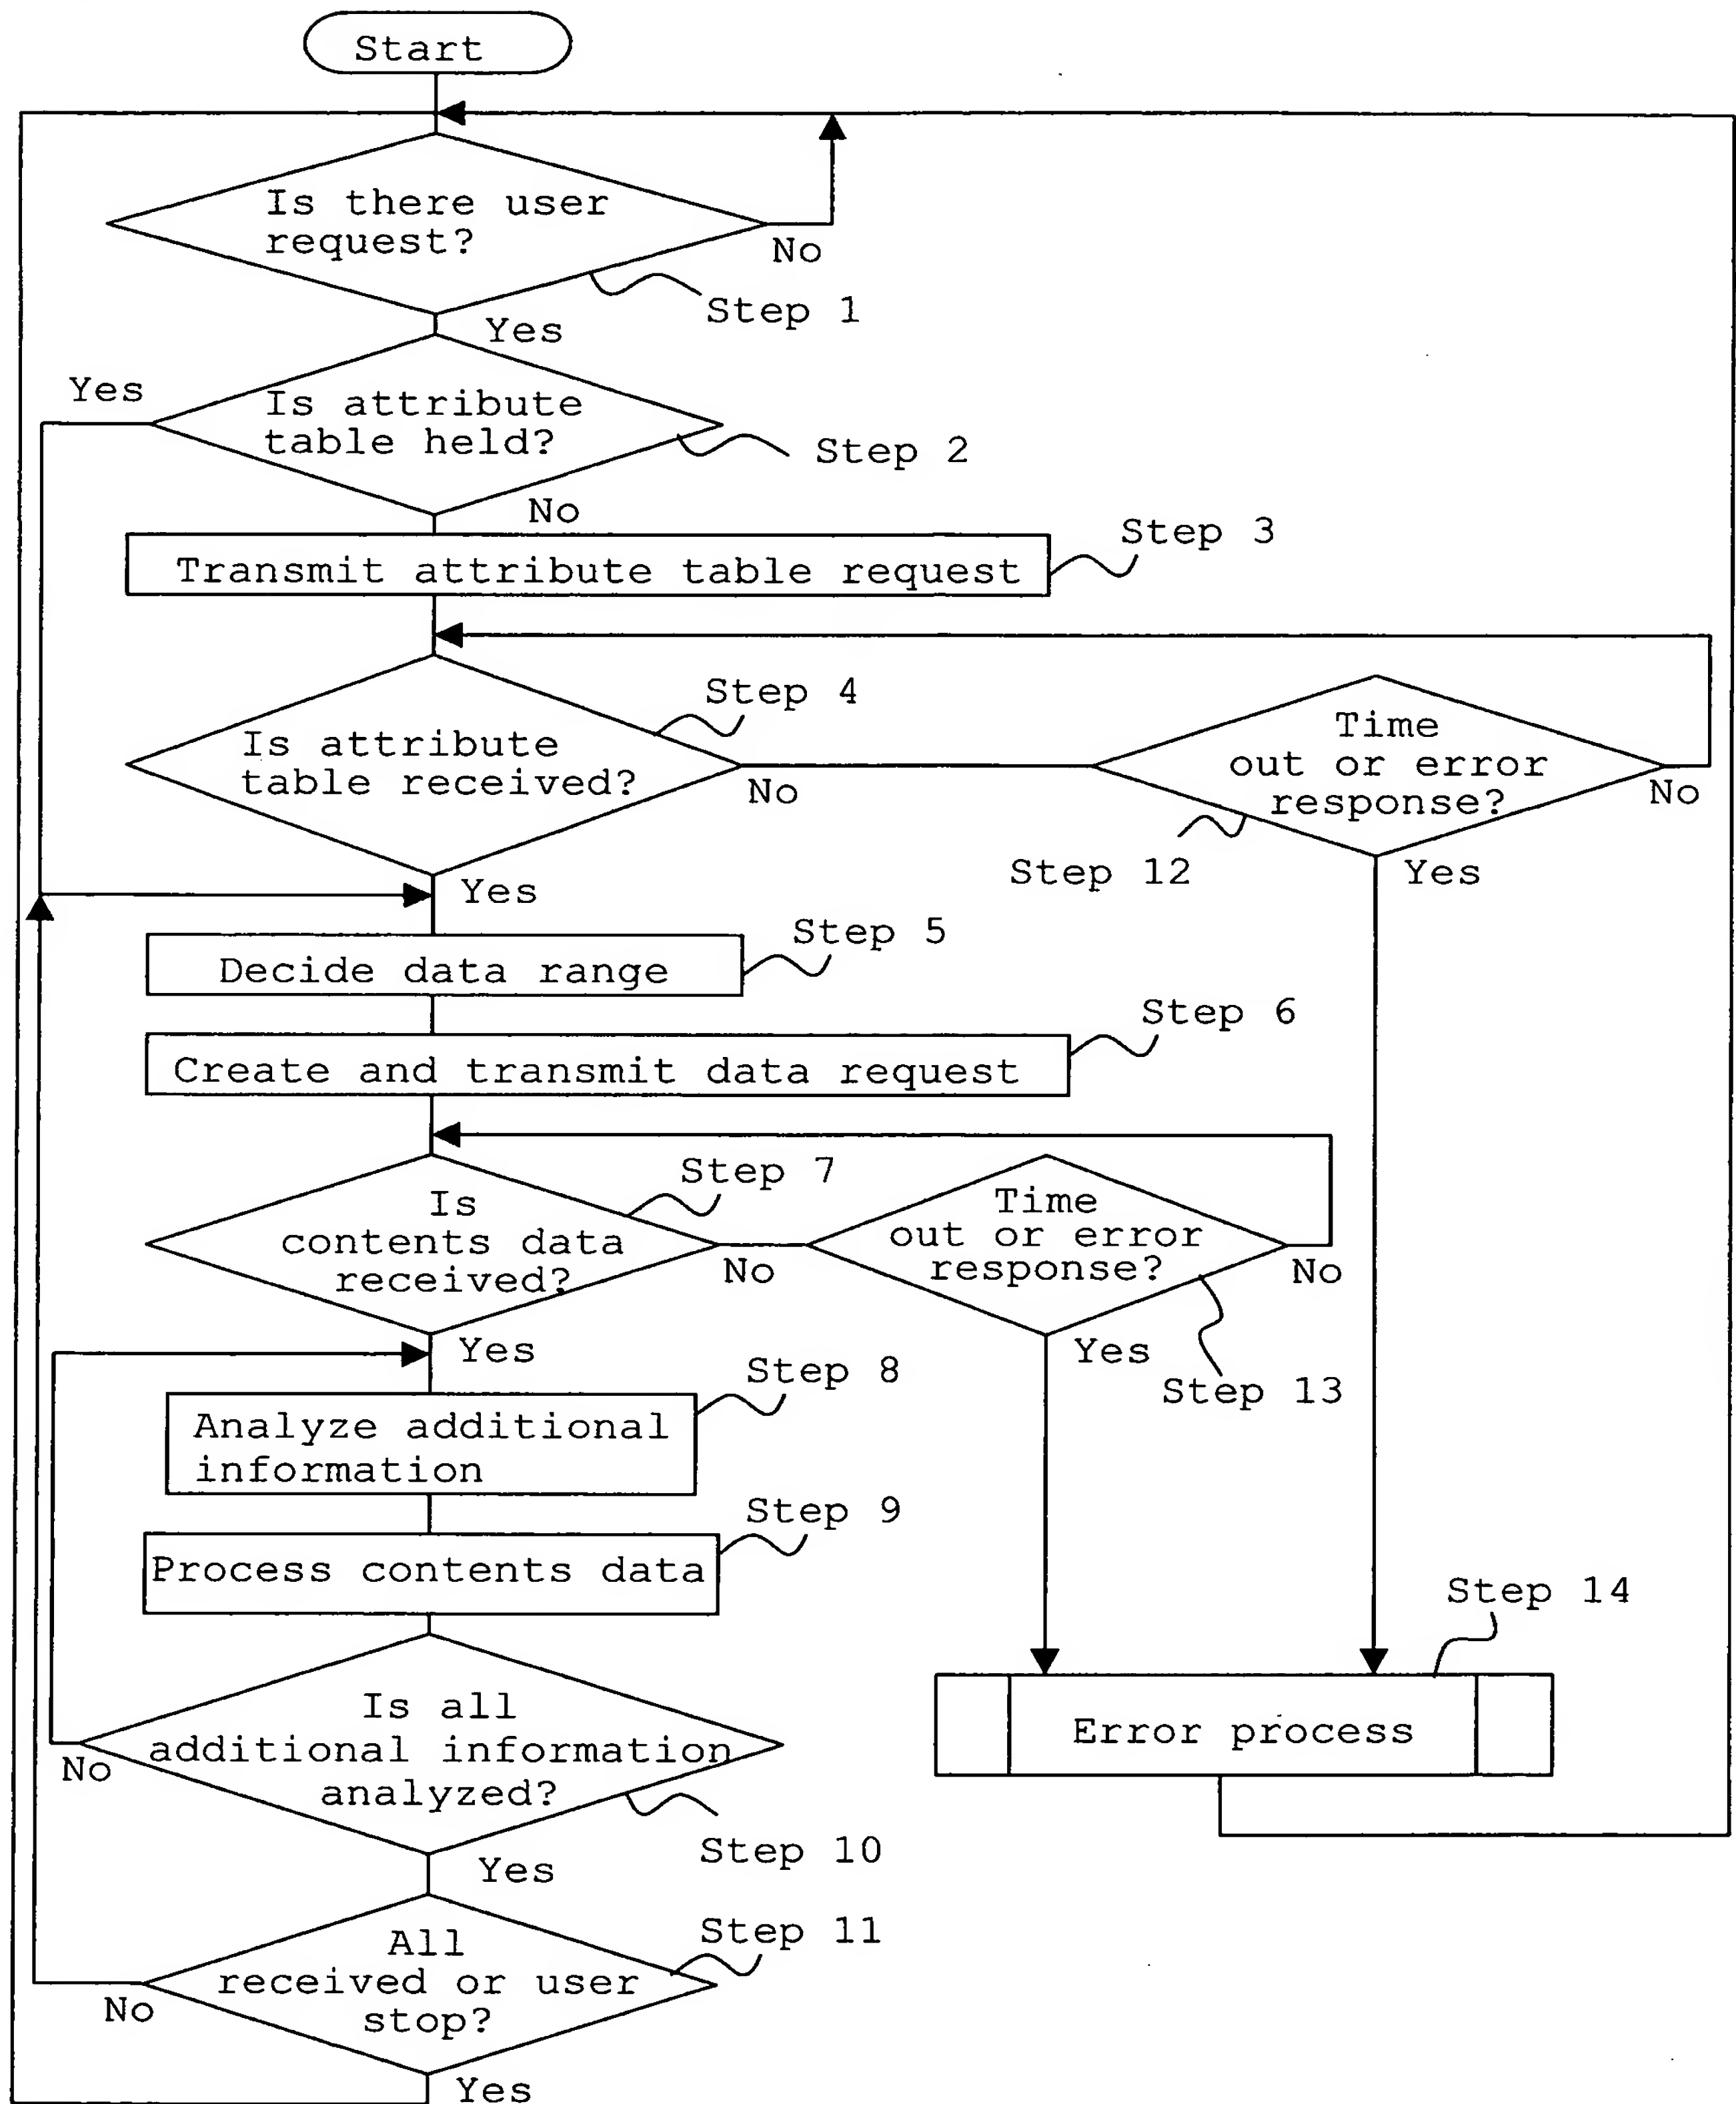 Start
Is there user
request?
No
Step 1
Yes
Yes
Is attribute
table held?
Step 2
No
Step 3
Transmit attribute table request
Step 4
Is attribute
table received?
No
Time
out or error
response?
No
Step 12
Yes
Yes
Step 5
Decide data range
Step 6
Create and transmit data request
Step 7
Is
contents data
received?
No
Time
out or error
response?
No
Yes
Yes
Step 13
Step 8
Analyze additional
information
Step 9
Process contents data
Step 14
Error process
Is all
additional information
analyzed?
No
Step 10
Yes
Step 11
All
received or user
stop?
No
Yes